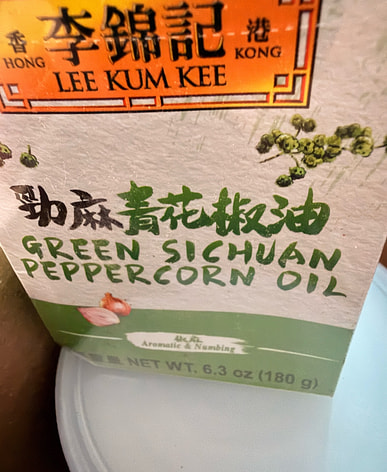 香 李錦記 港
HONG KONG
LEE KUM KEE
勁麻青花椒油
GREEN SICHUAN
PEPPERCORN OIL
Aromatic & Numbing
NET WT. 6.3 oz (180 g)